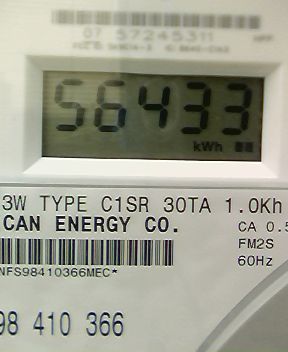 07 57245311
56433
kWh
3W TYPE C1SR 30TA 1.0Kh
CAN ENERGY CO.
CA 0.5
FM2S
60Hz
NFS98410366MEC*
98 410 366